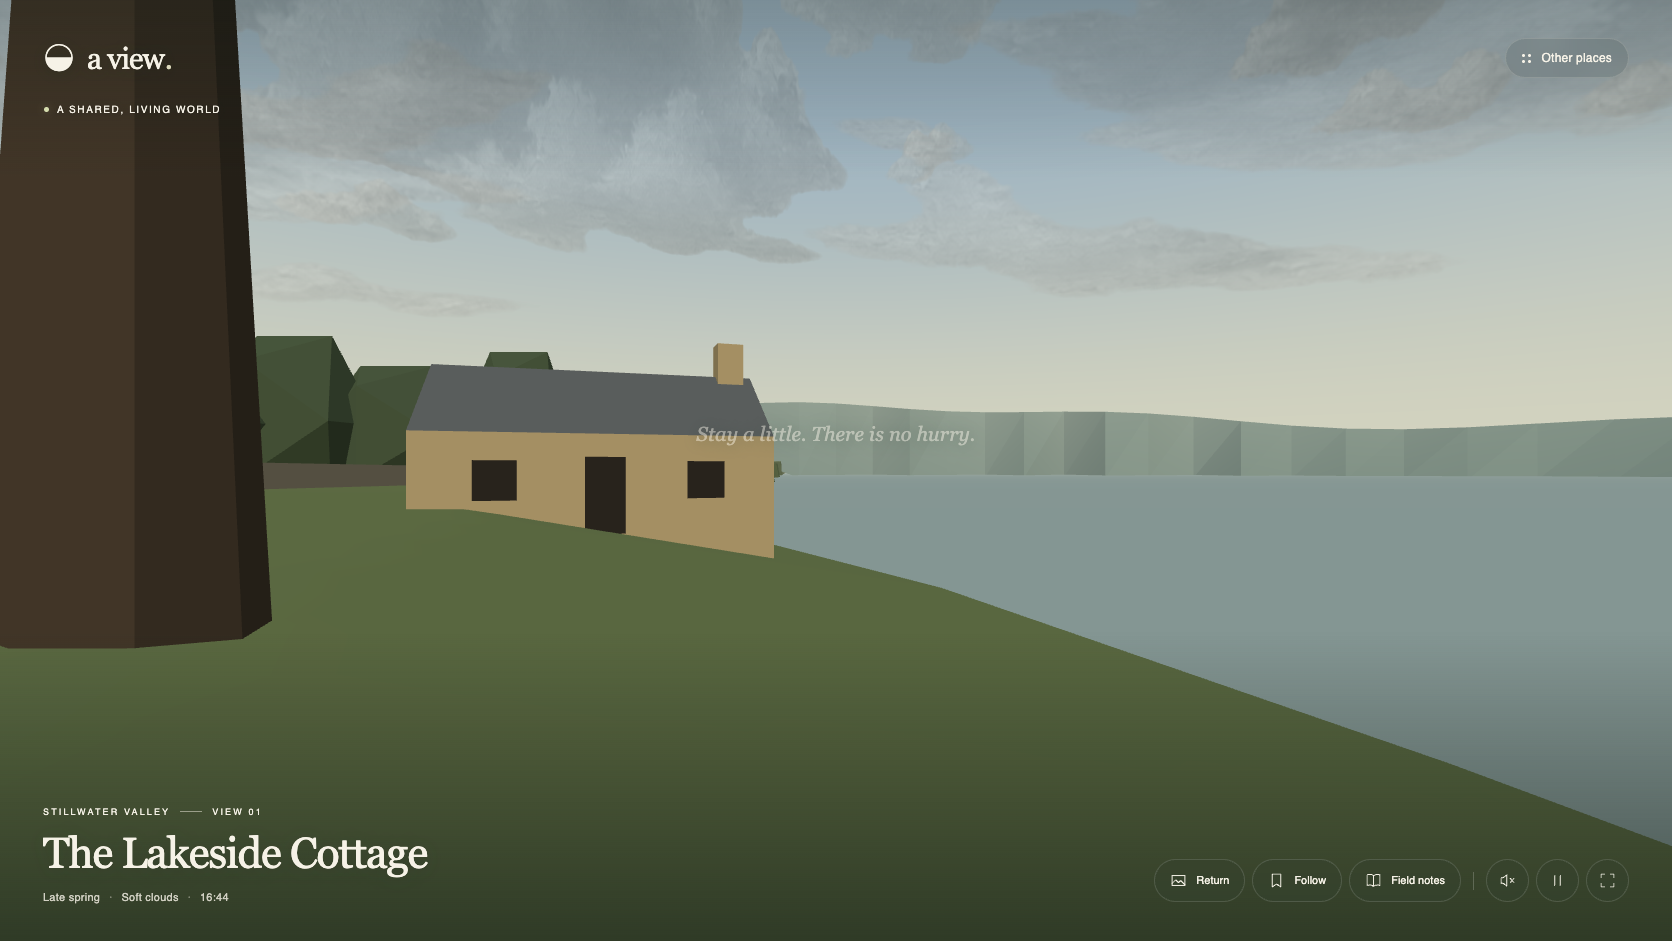 a view.
Other places
A SHARED, LIVING WORLD
Stay a little. There is no hurry.
STILLWATER VALLEY — VIEW 01
The Lakeside Cottage
Late spring · Soft clouds · 16:44
Return Follow Field notes